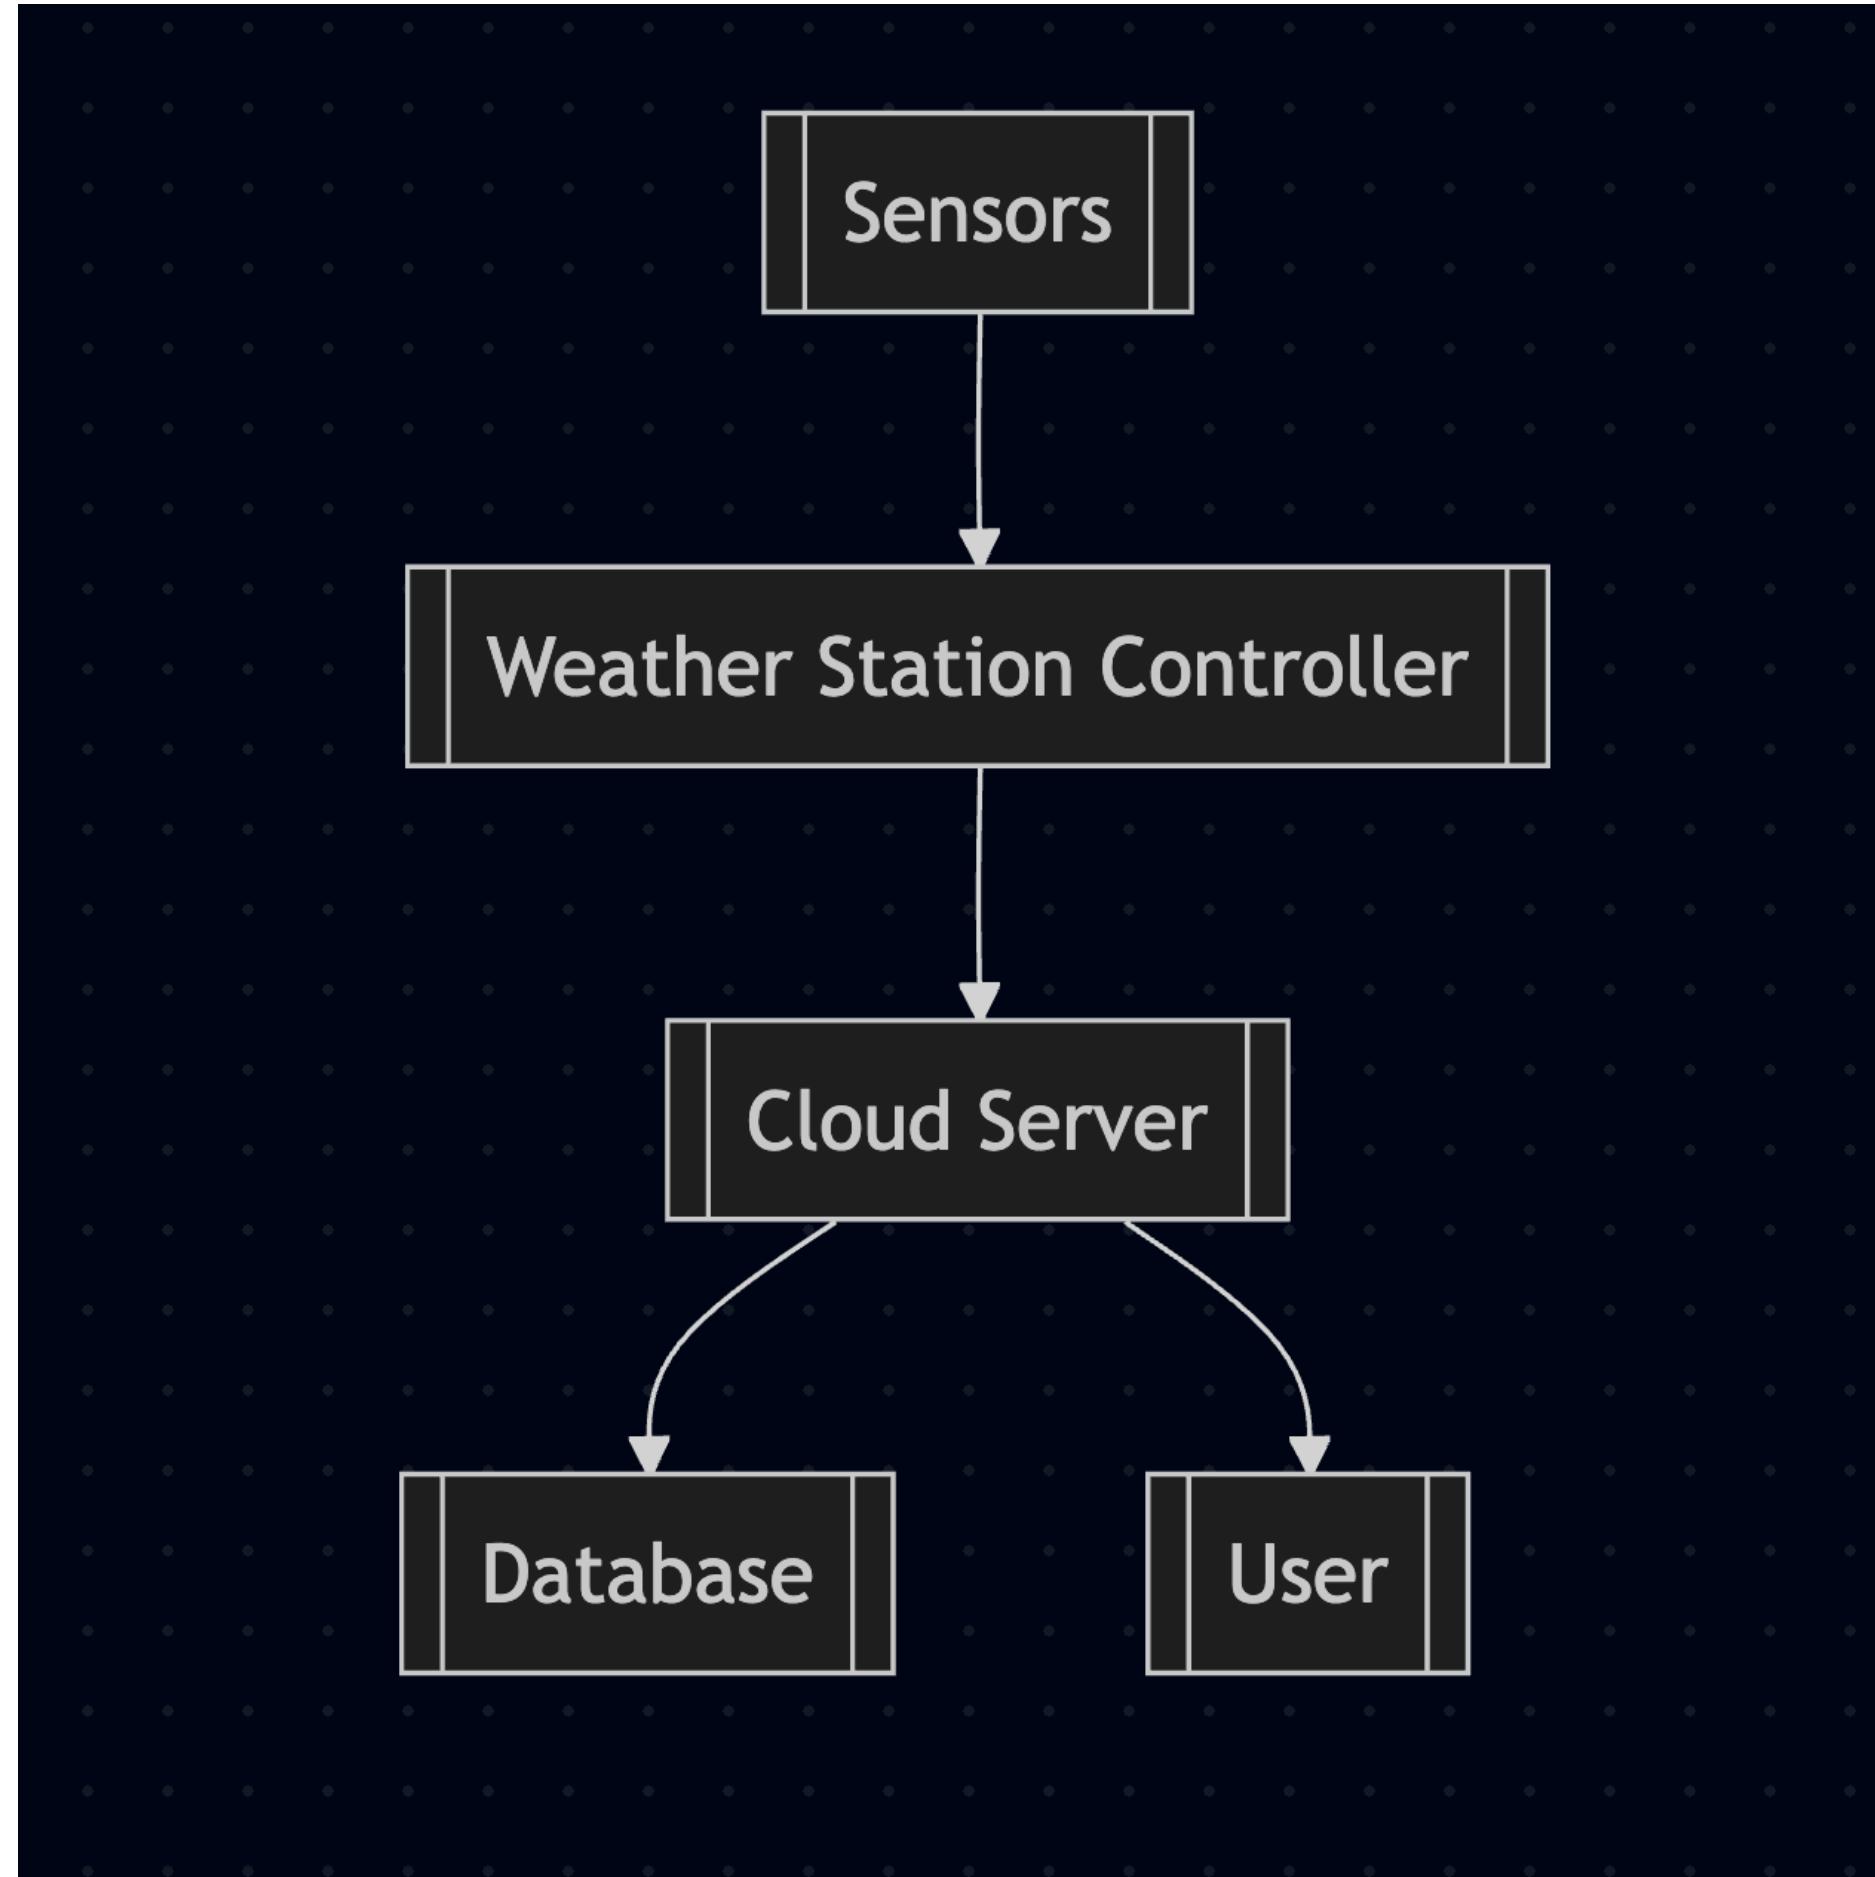 Sensors
Weather Station Controller
Cloud Server
Database
User